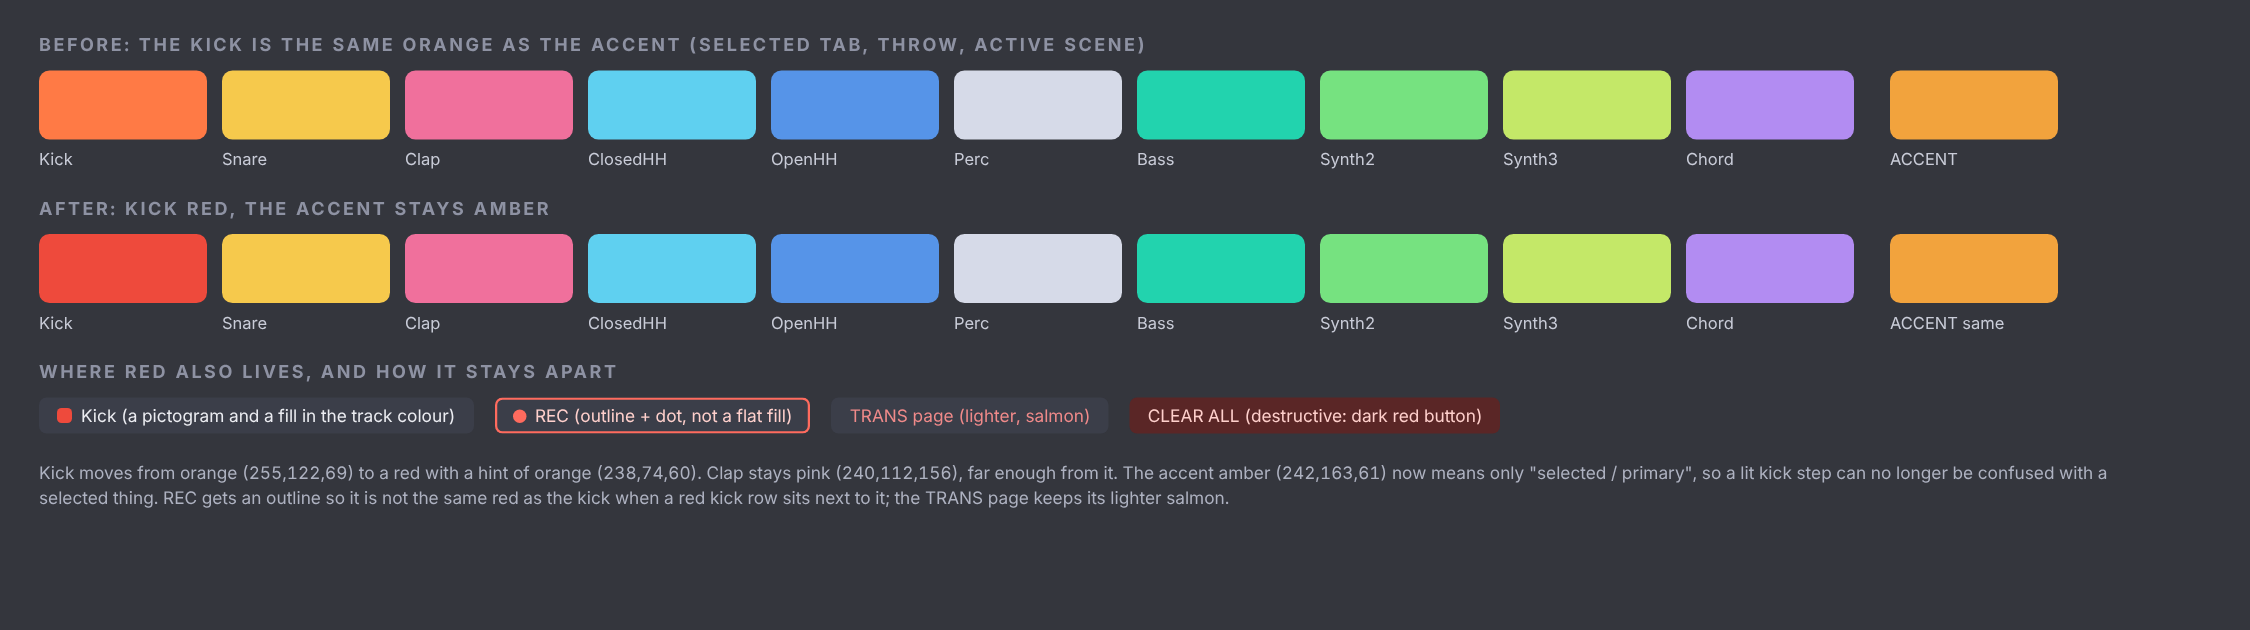 BEFORE: THE KICK IS THE SAME ORANGE AS THE ACCENT (SELECTED TAB, THROW, ACTIVE SCENE)
Kick Snare Clap ClosedHH OpenHH Perc Bass Synth2 Synth3 Chord ACCENT
AFTER: KICK RED, THE ACCENT STAYS AMBER
Kick Snare Clap ClosedHH OpenHH Perc Bass Synth2 Synth3 Chord ACCENT same
WHERE RED ALSO LIVES, AND HOW IT STAYS APART
Kick (a pictogram and a fill in the track colour) REC (outline + dot, not a flat fill) TRANS page (lighter, salmon) CLEAR ALL (destructive: dark red button)
Kick moves from orange (255,122,69) to a red with a hint of orange (238,74,60). Clap stays pink (240,112,156), far enough from it. The accent amber (242,163,61) now means only "selected / primary", so a lit kick step can no longer be confused with a
selected thing. REC gets an outline so it is not the same red as the kick when a red kick row sits next to it; the TRANS page keeps its lighter salmon.